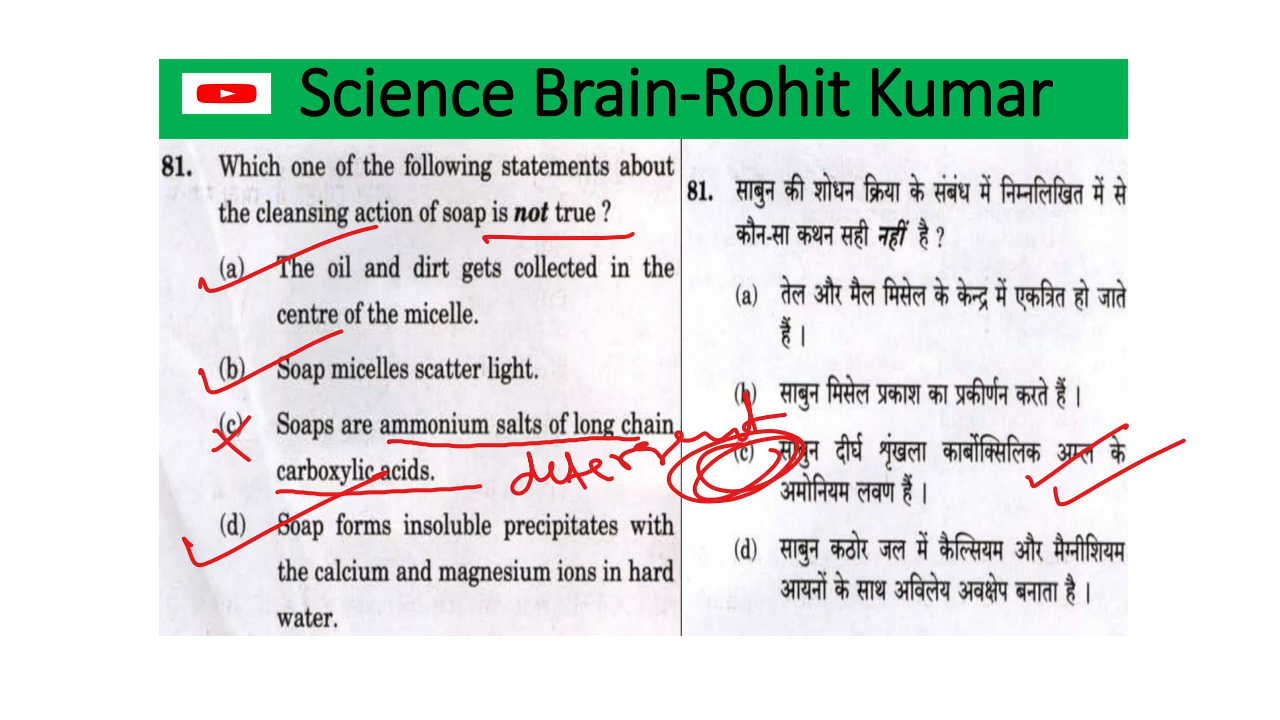 Science Brain-Rohit Kumar
81. Which one of the following statements about
the cleansing action of soap is not true ?
(a) The oil and dirt gets collected in the
centre of the micelle.
(b) Soap micelles scatter light.
(c) Soaps are ammonium salts of long chain
carboxylic acids.
detergent
(d) Soap forms insoluble precipitates with
the calcium and magnesium ions in hard
water.
81. साबुन की शोधन क्रिया के संबंध में निम्नलिखित में से
कौन-सा कथन सही नहीं है ?
(a) तेल और मैल मिसेल के केन्द्र में एकत्रित हो जाते
हैं ।
(b) साबुन मिसेल प्रकाश का प्रकीर्णन करते हैं ।
(c) साबुन दीर्घ शृंखला कार्बोक्सिलिक अम्ल के
अमोनियम लवण हैं ।
(d) साबुन कठोर जल में कैल्सियम और मैग्नीशियम
आयनों के साथ अविलेय अवक्षेप बनाता है ।